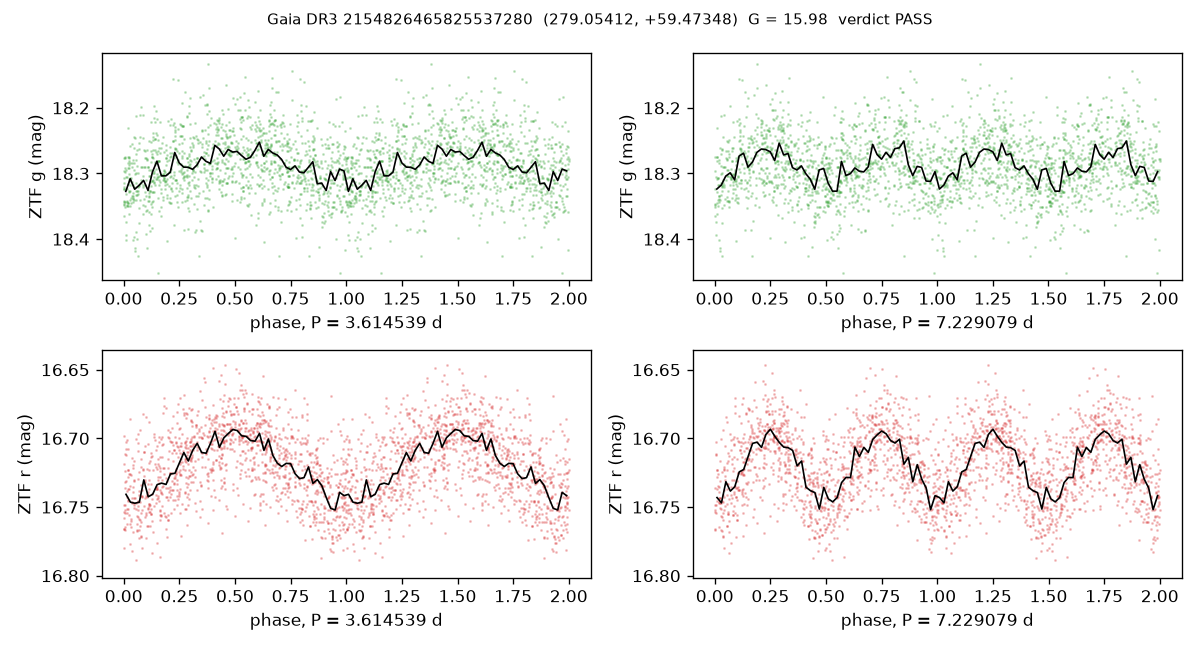 Gaia DR3 2154826465825537280 (279.05412, +59.47348) G = 15.98 verdict PASS
ZTF g (mag)
18.2
18.3
18.4
0.00 0.25 0.50 0.75 1.00 1.25 1.50 1.75 2.00
phase, P = 3.614539 d
ZTF g (mag)
18.2
18.3
18.4
0.00 0.25 0.50 0.75 1.00 1.25 1.50 1.75 2.00
phase, P = 7.229079 d
ZTF r (mag)
16.65
16.70
16.75
16.80
0.00 0.25 0.50 0.75 1.00 1.25 1.50 1.75 2.00
phase, P = 3.614539 d
ZTF r (mag)
16.65
16.70
16.75
16.80
0.00 0.25 0.50 0.75 1.00 1.25 1.50 1.75 2.00
phase, P = 7.229079 d